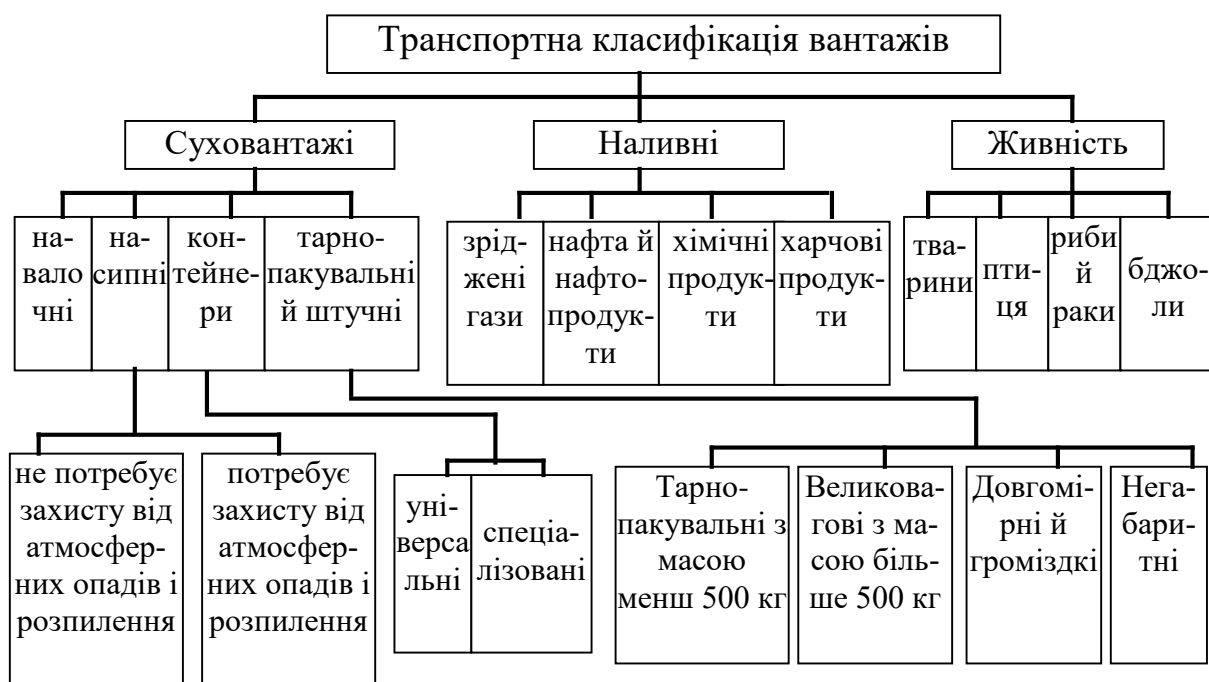 Транспортна класифікація вантажів
Суховантажі
Наливні
Живність
на-
валоч-
чні
на-
сипні
кон-
тейне-
ри
тарно-
пакувальні
й штучні
зрід-
жені
гази
нафта й
нафто-
продук-
ти
хімічні
продук-
ти
харчові
продук-
ти
тва-
рини
пти-
ця
риби
й
раки
бджо-
ли
не потребує
захисту від
атмосфер-
них опадів і
розпилення
потребує
захисту від
атмосфер-
них опадів і
розпилення
уні-
верса-
льні
спеціа-
лізовані
Тарно-
пакувальні з
масою
менш 500 кг
Великова-
гові з ма-
сою біль-
ше 500 кг
Довгомі-
рні й
громіздкі
Нега-
барит-
ні